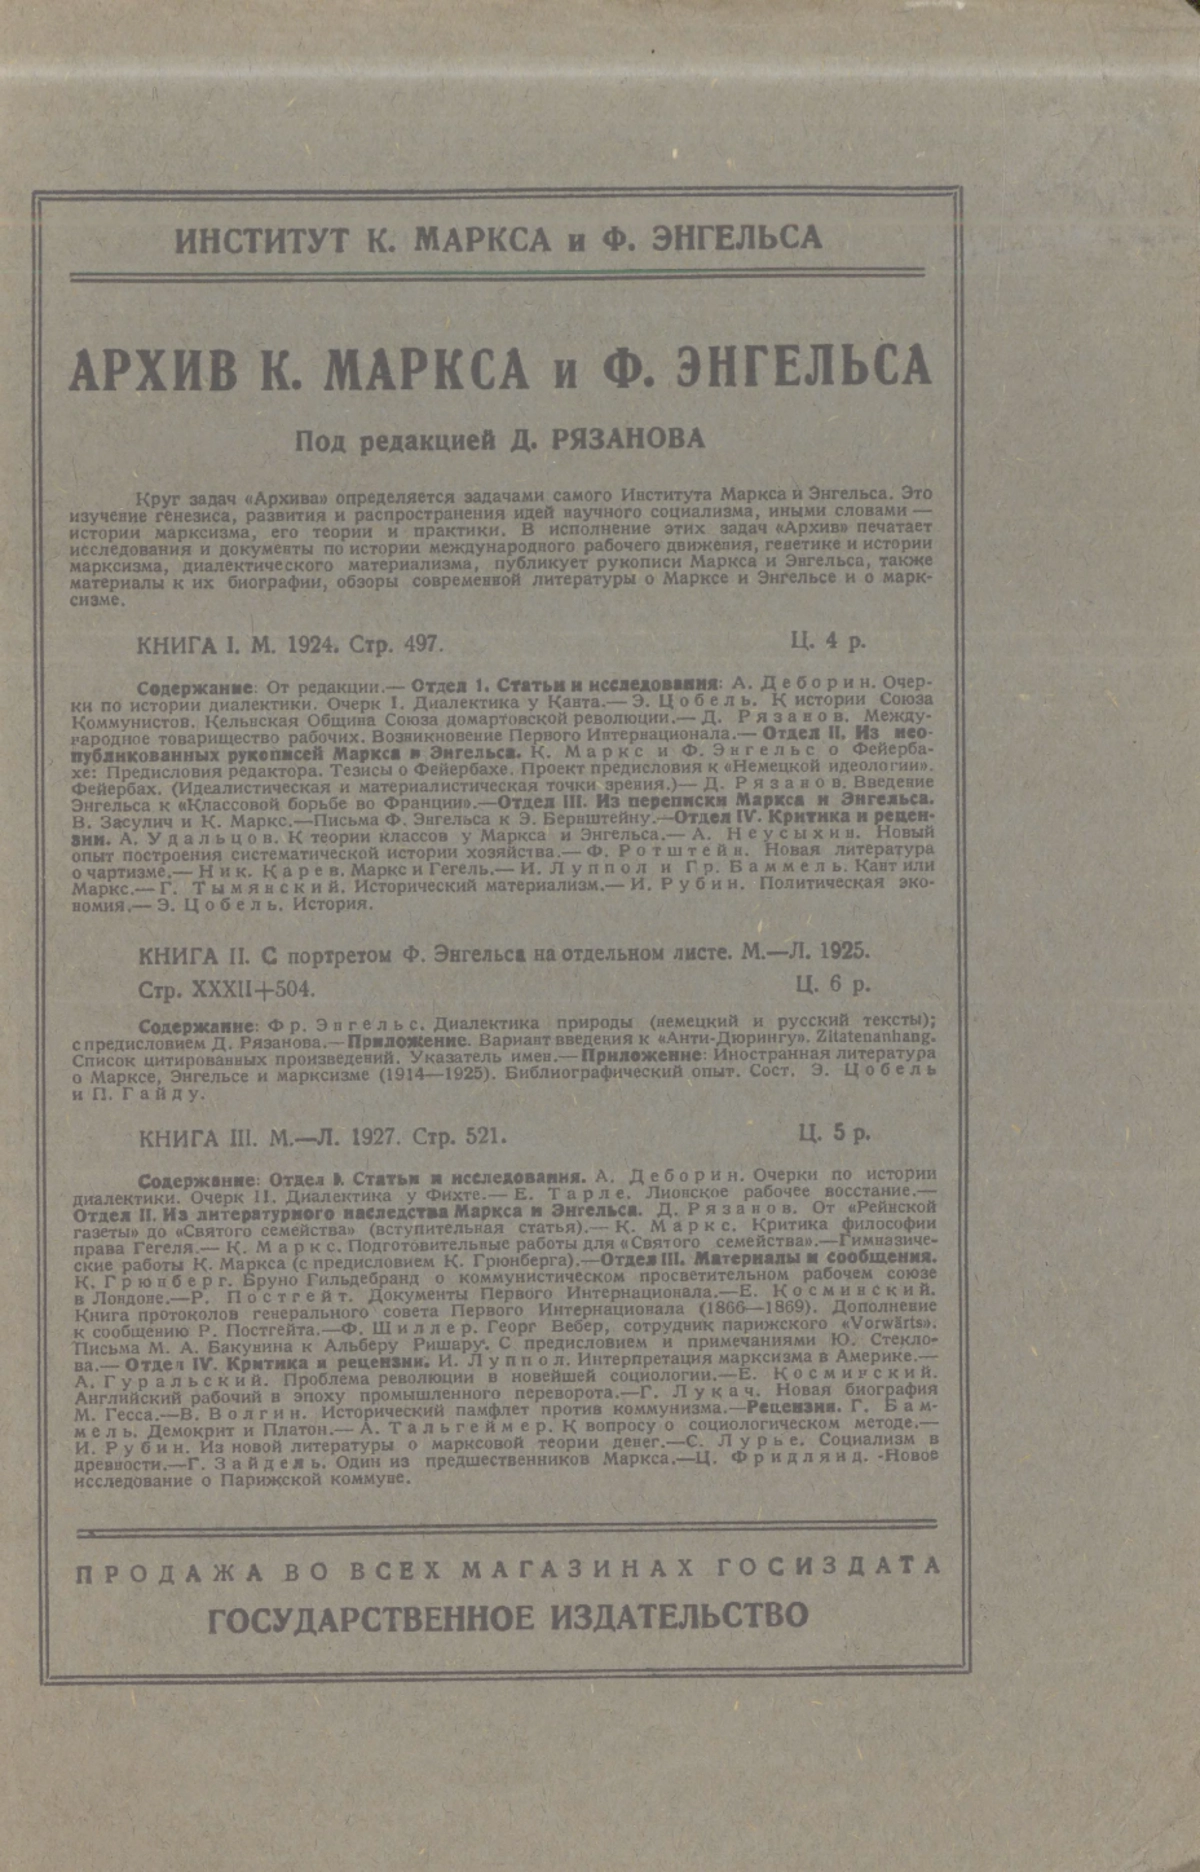 ИНСТИТУТ К. МАРКСА и Ф. ЭНГЕЛЬСА
АРХИВ К. МАРКСА и Ф. ЭНГЕЛЬСА
Под редакцией Д. РЯЗАНОВА
Круг задач «Архива» определяется задачами самого Института Маркса и Энгельса. Это
изучение генезиса, развития и распространения идей научного социализма, иными словами —
истории марксизма, его теории и практики. В исполнение этих задач «Архив» печатает
исследования и документы по истории международного рабочего движения, генетике и истории
марксизма, диалектического материализма, публикует рукописи Маркса и Энгельса, также
материалы к их биографии, обзоры современной литературы о Марксе и Энгельсе и о марк-
сизме.
КНИГА I. М. 1924. Стр. 497. Ц. 4 р.
Содержание: От редакции.— Отдел 1. Статьи и исследования: А. Деборин. Очер-
ки по истории диалектики. Очерк I. Диалектика у Канта.— Э. Цобель. К истории Союза
Коммунистов. Кельнская Община Союза домартовской революции.— Д. Рязанов. Между-
народное товарищество рабочих. Возникновение Первого Интернационала.— Отдел II. Из нео-
публикованных рукописей Маркса и Энгельса. К. Маркс и Ф. Энгельс о Фейерба-
хе: Предисловия редактора. Тезисы о Фейербахе. Проект предисловия к «Немецкой идеологии».
Фейербах. (Идеалистическая и материалистическая точки зрения.)— Д. Рязанов. Введение
Энгельса к «Классовой борьбе во Франции».—Отдел III. Из переписки Маркса и Энгельса.
В. Засулич и К. Маркс.—Письма Ф. Энгельса к Э. Бернштейну.—Отдел IV. Критика и рецен-
зии. А. Удальцов. К теории классов у Маркса и Энгельса.— А. Неусыхин. Новый
опыт построения систематической истории хозяйства.— Ф. Ротштейн. Новая литература
о чартизме.— Ник. Карев. Маркс и Гегель.— И. Луппол и Гр. Баммель. Кант или
Маркс.— Г. Тымянский. Исторический материализм.— И. Рубин. Политическая эко-
номия.— Э. Цобель. История.
КНИГА II. С портретом Ф. Энгельса на отдельном листе. М.—Л. 1925.
Стр. XXXII+504. Ц. 6 р.
Содержание: Фр. Энгельс. Диалектика природы (немецкий и русский тексты);
с предисловием Д. Рязанова.—Приложение. Вариант введения к «Анти-Дюрингу». Zitatenanhang.
Список цитированных произведений. Указатель имен.— Приложение: Иностранная литература
о Марксе, Энгельсе и марксизме (1914—1925). Библиографический опыт. Сост. Э. Цобель
и П. Гайду.
КНИГА III. М.—Л. 1927. Стр. 521. Ц. 5 р.
Содержание: Отдел I. Статьи и исследования. А. Деборин. Очерки по истории
диалектики. Очерк II. Диалектика у Фихте.— Е. Тарле. Лионское рабочее восстание.—
Отдел II. Из литературного наследства Маркса и Энгельса. Д. Рязанов. От «Рейнской
газеты» до «Святого семейства» (вступительная статья).— К. Маркс. Критика философии
права Гегеля.— К. Маркс. Подготовительные работы для «Святого семейства».—Гимназиче-
ские работы К. Маркса (с предисловием К. Грюнберга).—Отдел III. Материалы и сообщения.
К. Грюнберг. Бруно Гильдебранд о коммунистическом просветительном рабочем союзе
в Лондоне.—Р. Постгейт. Документы Первого Интернационала.—Е. Косминский.
Книга протоколов генерального совета Первого Интернационала (1866—1869). Дополнение
к сообщению Р. Постгейта.—Ф. Шиллер. Георг Вебер, сотрудник парижского «Vorwärts».
Письма М. А. Бакунина к Альберу Ришару. С предисловием и примечаниями Ю. Стекло-
ва.— Отдел IV. Критика и рецензии. И. Луппол. Интерпретация марксизма в Америке.—
А. Гуральский. Проблема революции в новейшей социологии.—Е. Косминский.
Английский рабочий в эпоху промышленного переворота.—Г. Лукач. Новая биография
М. Гесса.—В. Волгин. Исторический памфлет против коммунизма.—Рецензии. Г. Бам-
мель. Демокрит и Платон.— А. Тальгеймер. К вопросу о социологическом методе.—
И. Рубин. Из новой литературы о марксовой теории денег.—С. Лурье. Социализм в
древности.—Г. Зайдель. Один из предшественников Маркса.—Ц. Фридлянд. -Новое
исследование о Парижской коммуне.
ПРОДАЖА ВО ВСЕХ МАГАЗИНАХ ГОСИЗДАТА
ГОСУДАРСТВЕННОЕ ИЗДАТЕЛЬСТВО